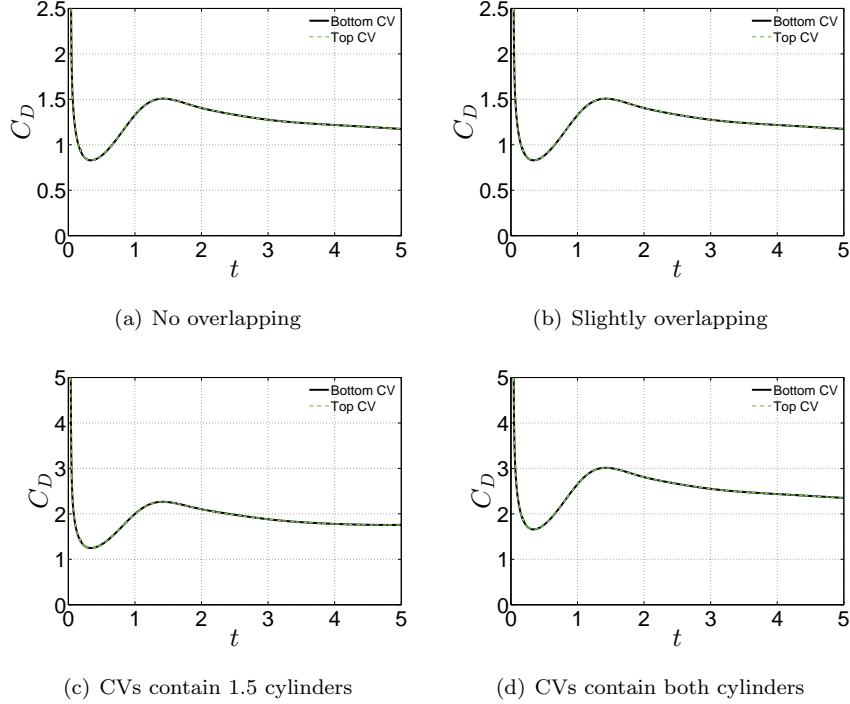 2.5
2
1.5
1
0.5
0
C_D
Bottom CV
Top CV
0 1 2 3 4 5
t
(a) No overlapping
2.5
2
1.5
1
0.5
0
C_D
Bottom CV
Top CV
0 1 2 3 4 5
t
(b) Slightly overlapping
5
4
3
2
1
0
C_D
Bottom CV
Top CV
0 1 2 3 4 5
t
(c) CVs contain 1.5 cylinders
5
4
3
2
1
0
C_D
Bottom CV
Top CV
0 1 2 3 4 5
t
(d) CVs contain both cylinders